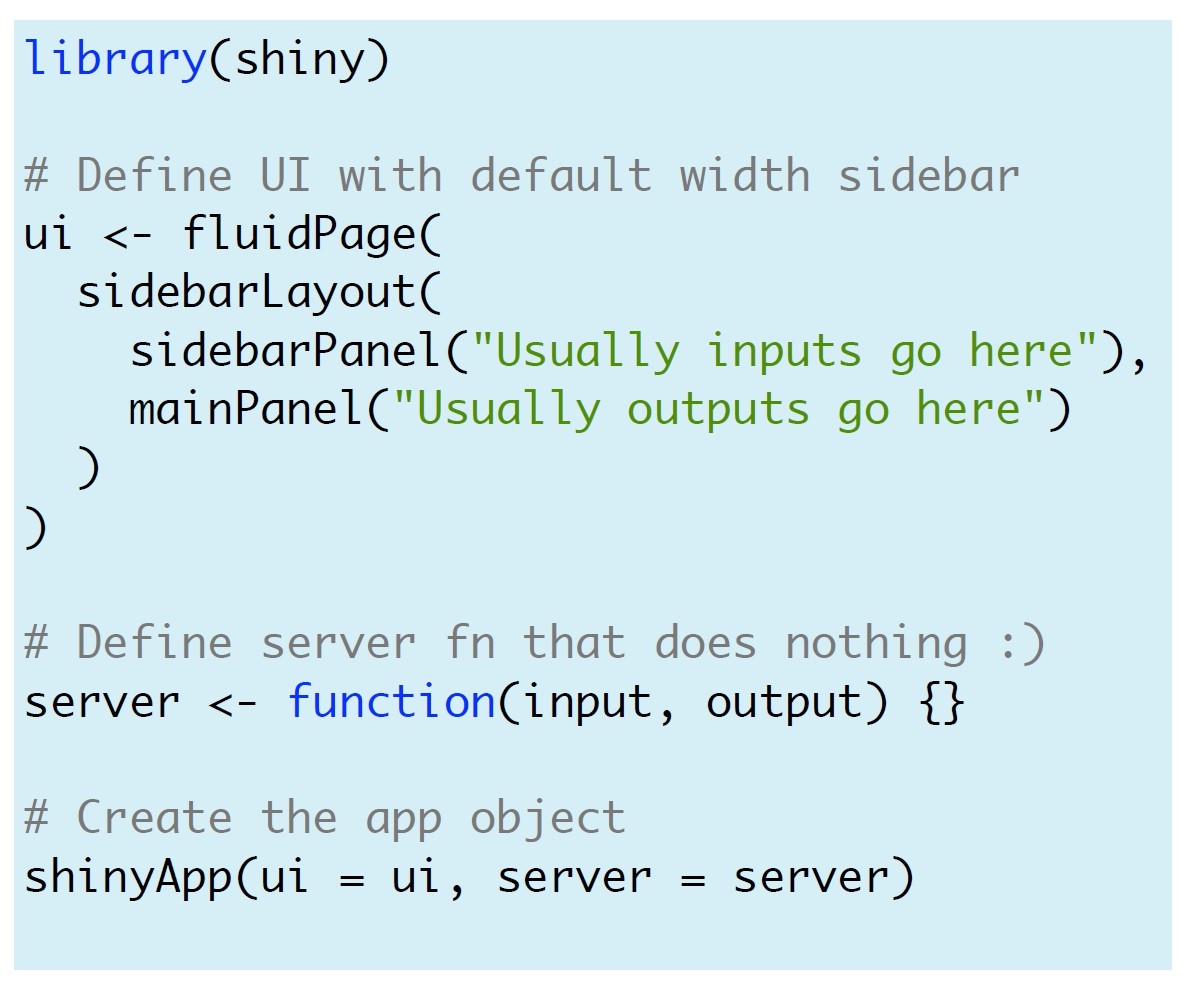 library(shiny)

# Define UI with default width sidebar
ui <- fluidPage(
  sidebarLayout(
    sidebarPanel("Usually inputs go here"),
    mainPanel("Usually outputs go here")
  )
)

# Define server fn that does nothing :)
server <- function(input, output) {}

# Create the app object
shinyApp(ui = ui, server = server)